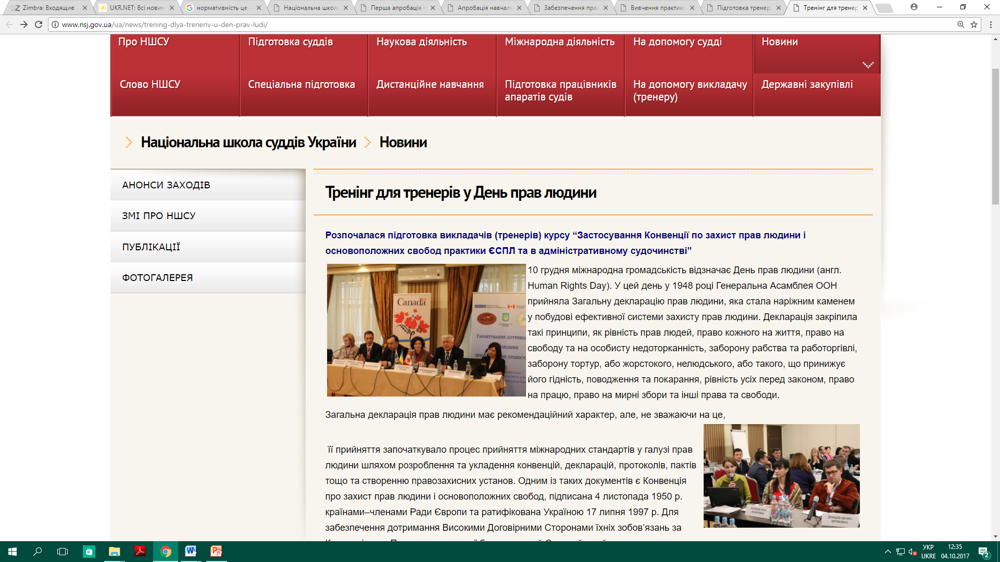 Zimbra: Входящие
UKR.NET: Всі новин
нормативність це -
Національна школа
Перша апробація н
Апробація навчаль
Забезпечення прав
Вивчення практики
Підготовка тренер
Тренінг для тренер
www.nsj.gov.ua/ua/news/trening-dlya-treneriv-u-den-prav-ludi/
Про НШСУ
Підготовка суддів
Наукова діяльність
Міжнародна діяльність
На допомогу судді
Новини
Слово НШСУ
Спеціальна підготовка
Дистанційне навчання
Підготовка працівників
апаратів судів
На допомогу викладачу
(тренеру)
Державні закупівлі
Національна школа суддів України
Новини
АНОНСИ ЗАХОДІВ
ЗМІ ПРО НШСУ
ПУБЛІКАЦІЇ
ФОТОГАЛЕРЕЯ
Тренінг для тренерів у День прав людини
Розпочалася підготовка викладачів (тренерів) курсу “Застосування Конвенції по захист прав людини і
основоположних свобод практики ЄСПЛ та в адміністративному судочинстві”
Canada
ГАРАНТУВАННЯ ДОТРИМА
ЛЮДИНИ
10 грудня міжнародна громадськість відзначає День прав людини (англ.
Human Rights Day). У цей день у 1948 році Генеральна Асамблея ООН
прийняла Загальну декларацію прав людини, яка стала наріжним каменем
у побудові ефективної системи захисту прав людини. Декларація закріпила
такі принципи, як рівність прав людей, право кожного на життя, право на
свободу та на особисту недоторканність, заборону рабства та работоргівлі,
заборону тортур, або жорстокого, нелюдського, або такого, що принижує
його гідність, поводження та покарання, рівність усіх перед законом, право
на працю, право на мирні збори та інші права та свободи.
Загальна декларація прав людини має рекомендаційний характер, але, не зважаючи на це,
її прийняття започаткувало процес прийняття міжнародних стандартів у галузі прав
людини шляхом розроблення та укладення конвенцій, декларацій, протоколів, пактів
тощо та створенню правозахисних установ. Одним із таких документів є Конвенція
про захист прав людини і основоположних свобод, підписана 4 листопада 1950 р.
країнами–членами Ради Європи та ратифікована Україною 17 липня 1997 р. Для
забезпечення дотримання Високими Договірними Сторонами їхніх зобов’язань за
ДОНЦОВ ДЕНИС
ЮРІЙОВИЧ
УКР
UKRE
12:35
04.10.2017
2